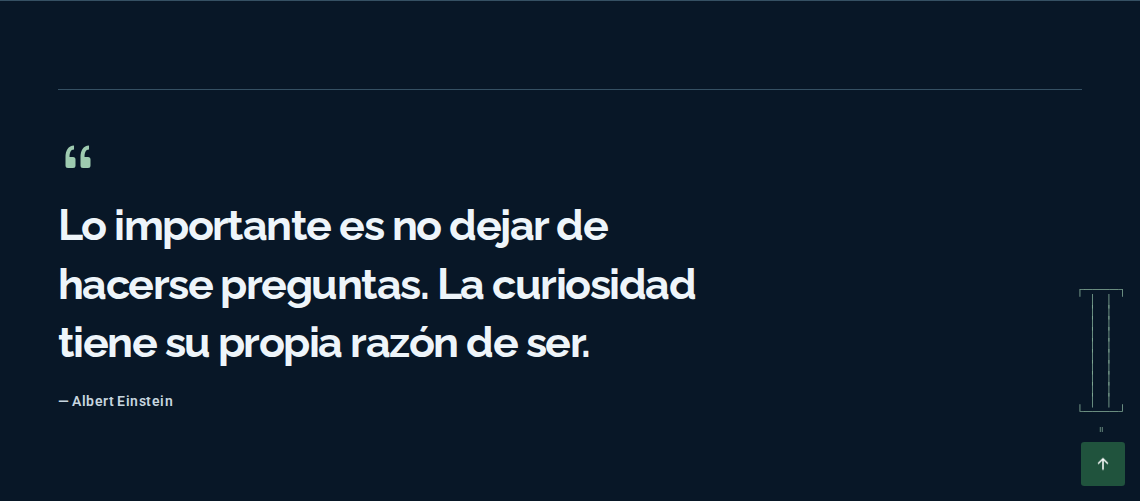 “
Lo importante es no dejar de
hacerse preguntas. La curiosidad
tiene su propia razón de ser.
— Albert Einstein